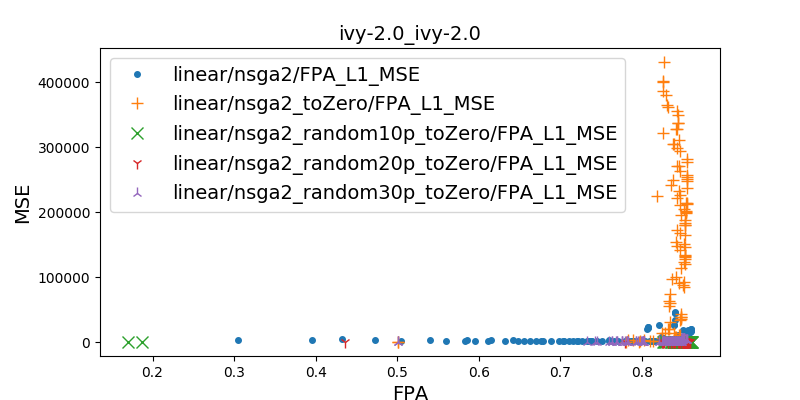 ivy-2.0_ivy-2.0
linear/nsga2/FPA_L1_MSE
linear/nsga2_toZero/FPA_L1_MSE
linear/nsga2_random10p_toZero/FPA_L1_MSE
linear/nsga2_random20p_toZero/FPA_L1_MSE
linear/nsga2_random30p_toZero/FPA_L1_MSE
MSE
400000
300000
200000
100000
0
0.2 0.3 0.4 0.5 0.6 0.7 0.8
FPA